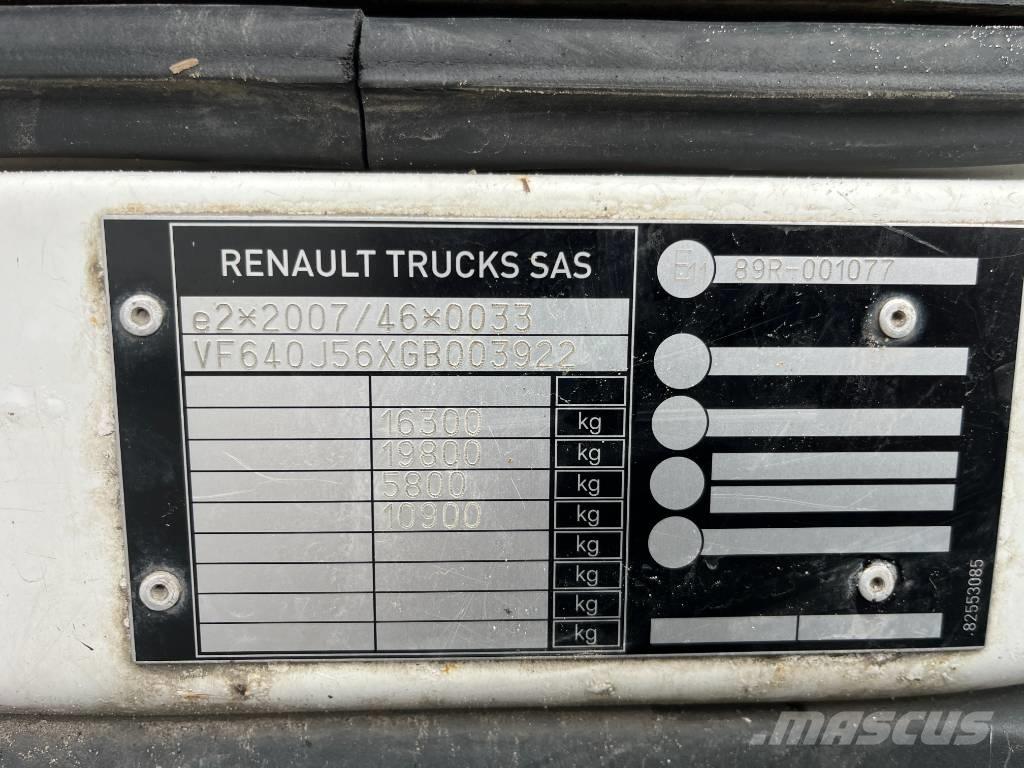 RENAULT TRUCKS SAS
e2*2007/46*0033
VF640J56XGB003922
16300 kg
19800 kg
5800 kg
10900 kg
kg
kg
kg
kg
E11 89R-001077
82553085
MASCUS